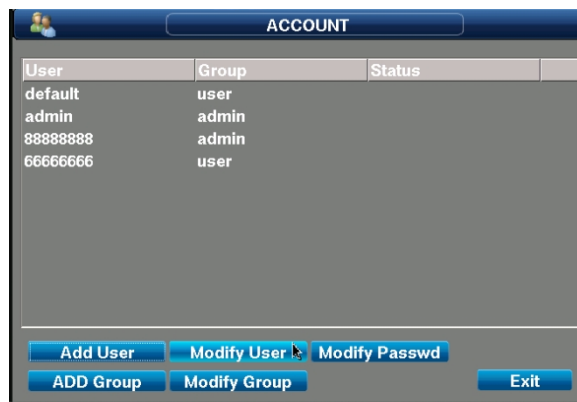 ACCOUNT
User Group Status
default user
admin admin
88888888 admin
66666666 user
Add User Modify User Modify Passwd
ADD Group Modify Group Exit